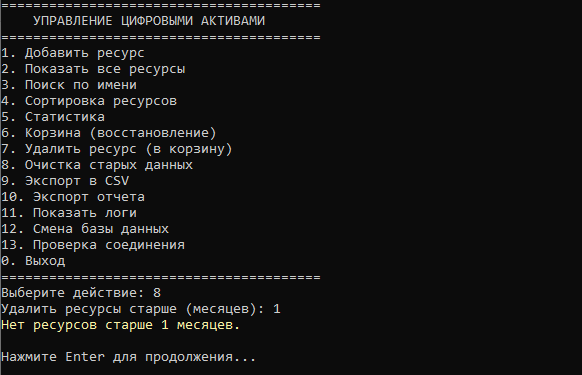 ========================================
УПРАВЛЕНИЕ ЦИФРОВЫМИ АКТИВАМИ
========================================
1. Добавить ресурс
2. Показать все ресурсы
3. Поиск по имени
4. Сортировка ресурсов
5. Статистика
6. Корзина (восстановление)
7. Удалить ресурс (в корзину)
8. Очистка старых данных
9. Экспорт в CSV
10. Экспорт отчета
11. Показать логи
12. Смена базы данных
13. Проверка соединения
0. Выход
========================================
Выберите действие: 8
Удалить ресурсы старше (месяцев): 1
Нет ресурсов старше 1 месяцев.
Нажмите Enter для продолжения...